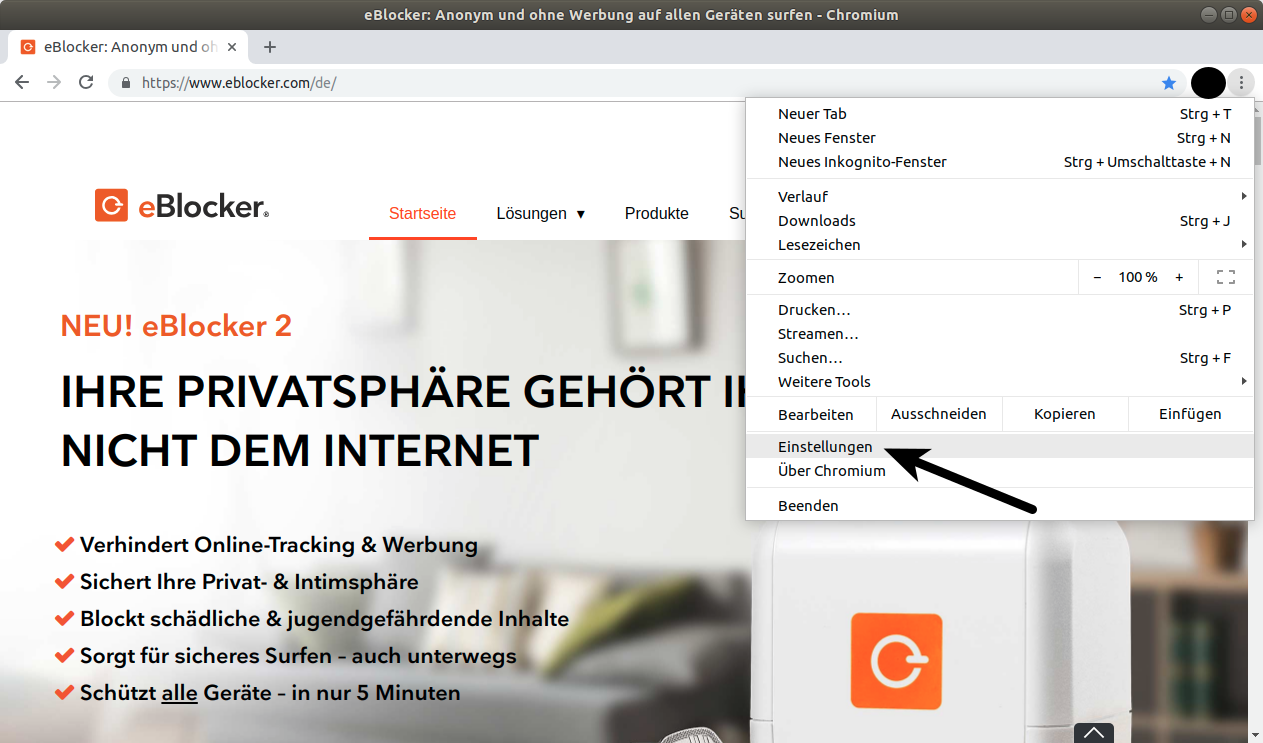 eBlocker: Anonym und ohne Werbung auf allen Geräten surfen - Chromium
eBlocker: Anonym und oh
https://www.eblocker.com/de/
Neuer Tab Strg + T
Neues Fenster Strg + N
Neues Inkognito-Fenster Strg + Umschalttaste + N
Verlauf
Downloads Strg + J
Lesezeichen
Zoomen − 100 % +
Drucken… Strg + P
Streamen…
Suchen… Strg + F
Weitere Tools
Bearbeiten Ausschneiden Kopieren Einfügen
Einstellungen
Über Chromium
Beenden
eBlocker®
Startseite Lösungen ▾ Produkte Su
NEU! eBlocker 2
IHRE PRIVATSPHÄRE GEHÖRT IH
NICHT DEM INTERNET
Verhindert Online-Tracking & Werbung
Sichert Ihre Privat- & Intimsphäre
Blockt schädliche & jugendgefährdende Inhalte
Sorgt für sicheres Surfen – auch unterwegs
Schützt alle Geräte – in nur 5 Minuten